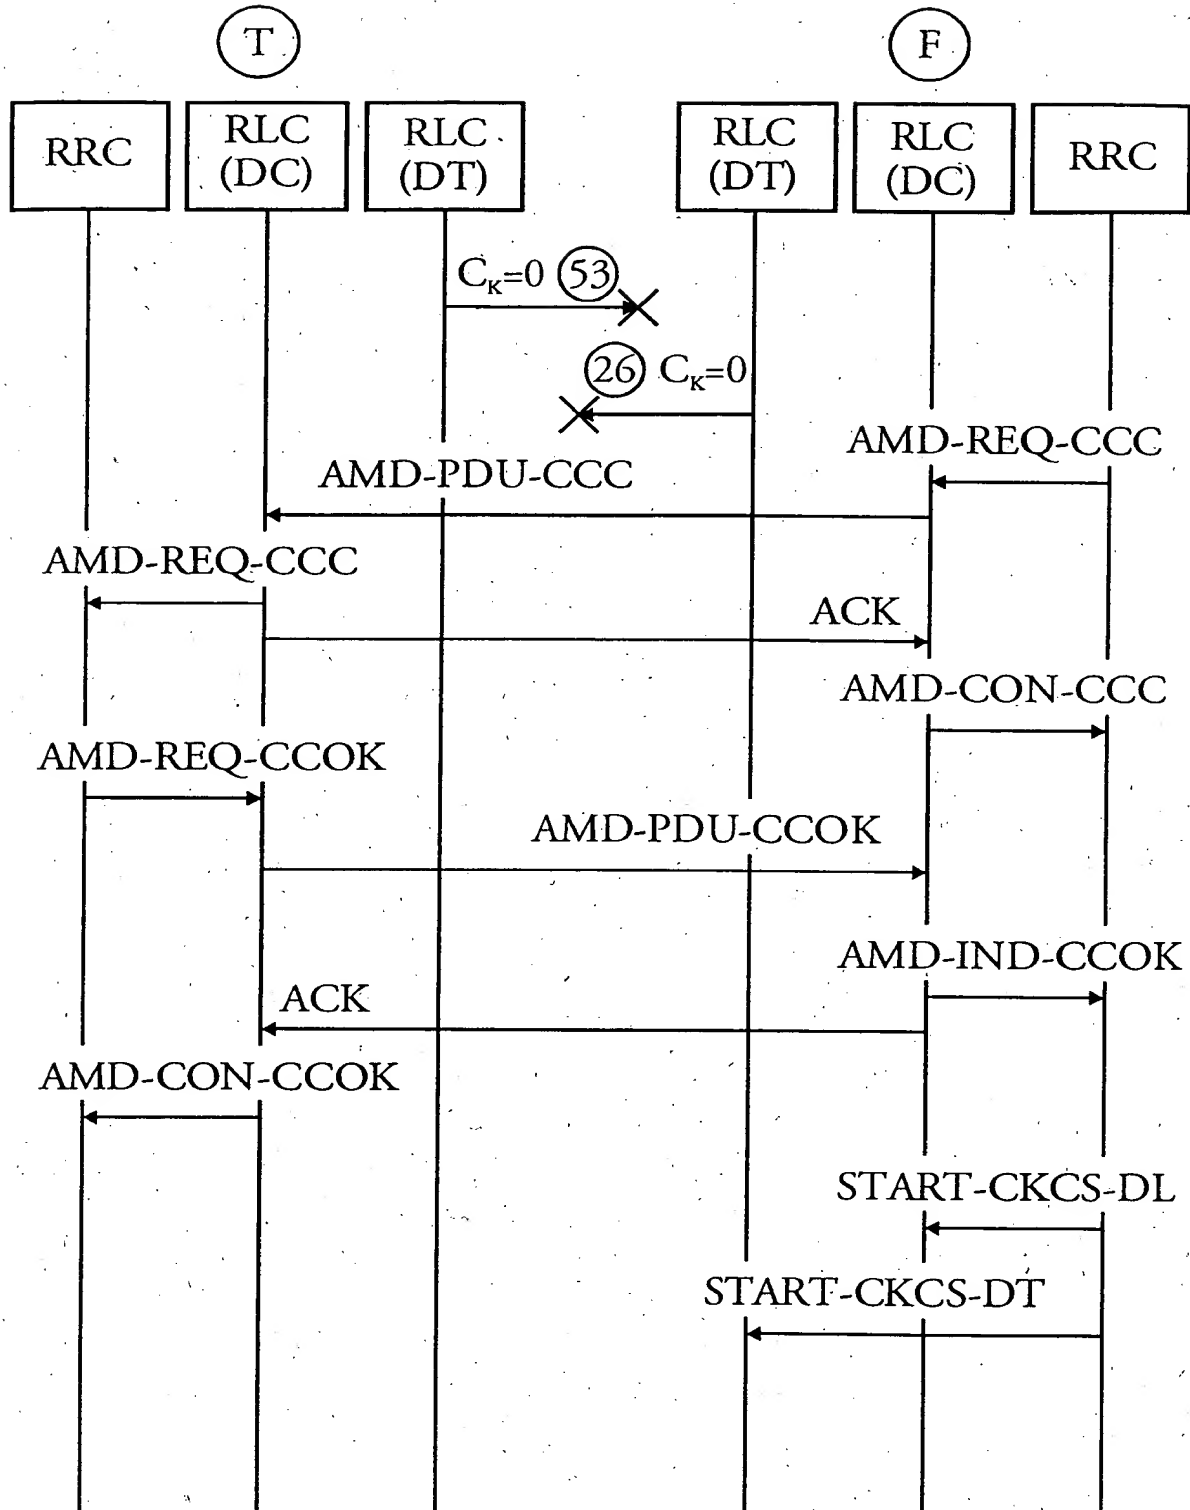 T
F
RRC
RLC
(DC)
RLC
(DT)
RLC
(DT)
RLC
(DC)
RRC
CK=0 53
26 CK=0
AMD-REQ-CCC
AMD-PDU-CCC
AMD-REQ-CCC
ACK
AMD-CON-CCC
AMD-REQ-CCOK
AMD-PDU-CCOK
AMD-IND-CCOK
ACK
AMD-CON-CCOK
START-CKCS-DL
START-CKCS-DT